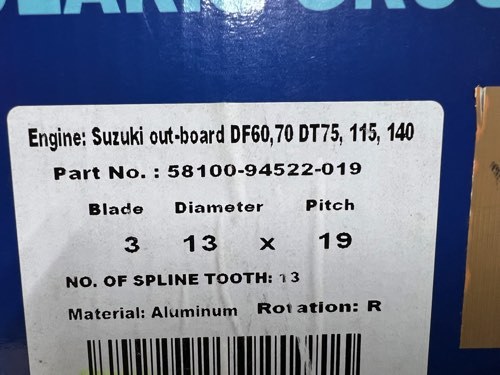 Engine: Suzuki out-board DF60,70 DT75, 115, 140
Part No. : 58100-94522-019
Blade Diameter Pitch
3 13 x 19
NO. OF SPLINE TOOTH: 13
Material: Aluminum Rotation: R